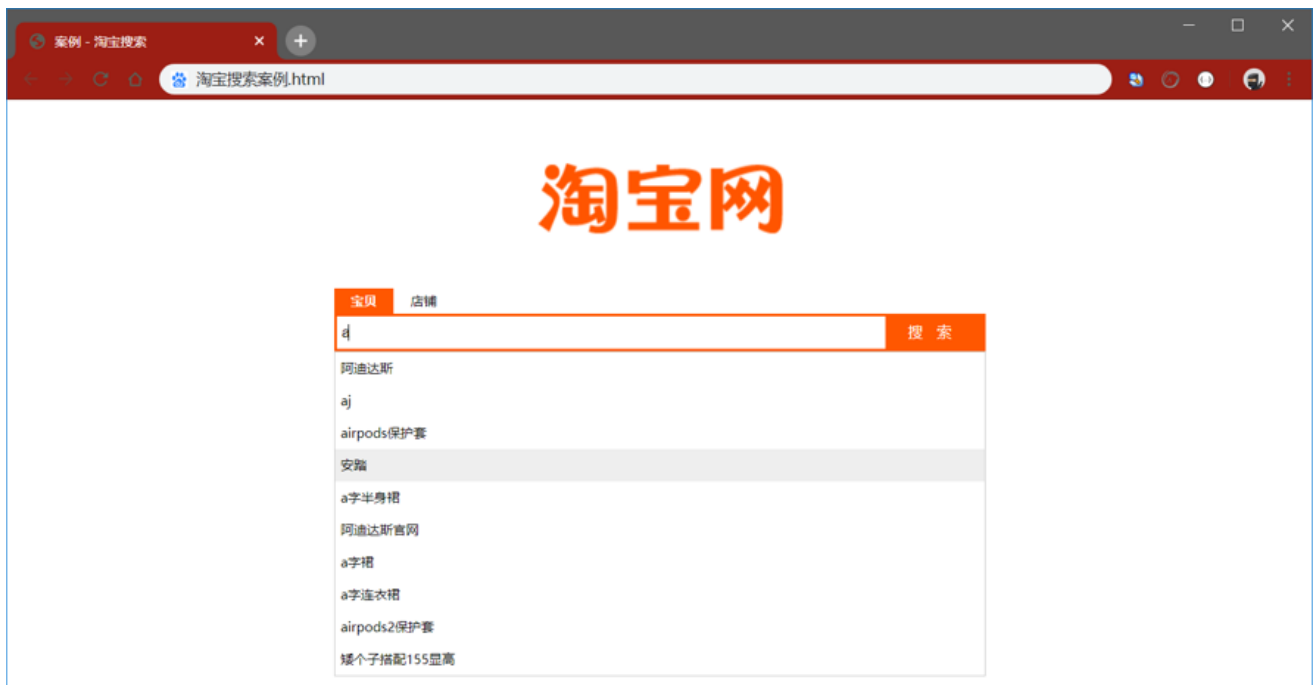 案例 - 淘宝搜索
淘宝搜索案例.html
淘宝网
宝贝 店铺
a 搜 索
阿迪达斯
aj
airpods保护套
安踏
a字半身裙
阿迪达斯官网
a字裙
a字连衣裙
airpods2保护套
矮个子搭配155显高